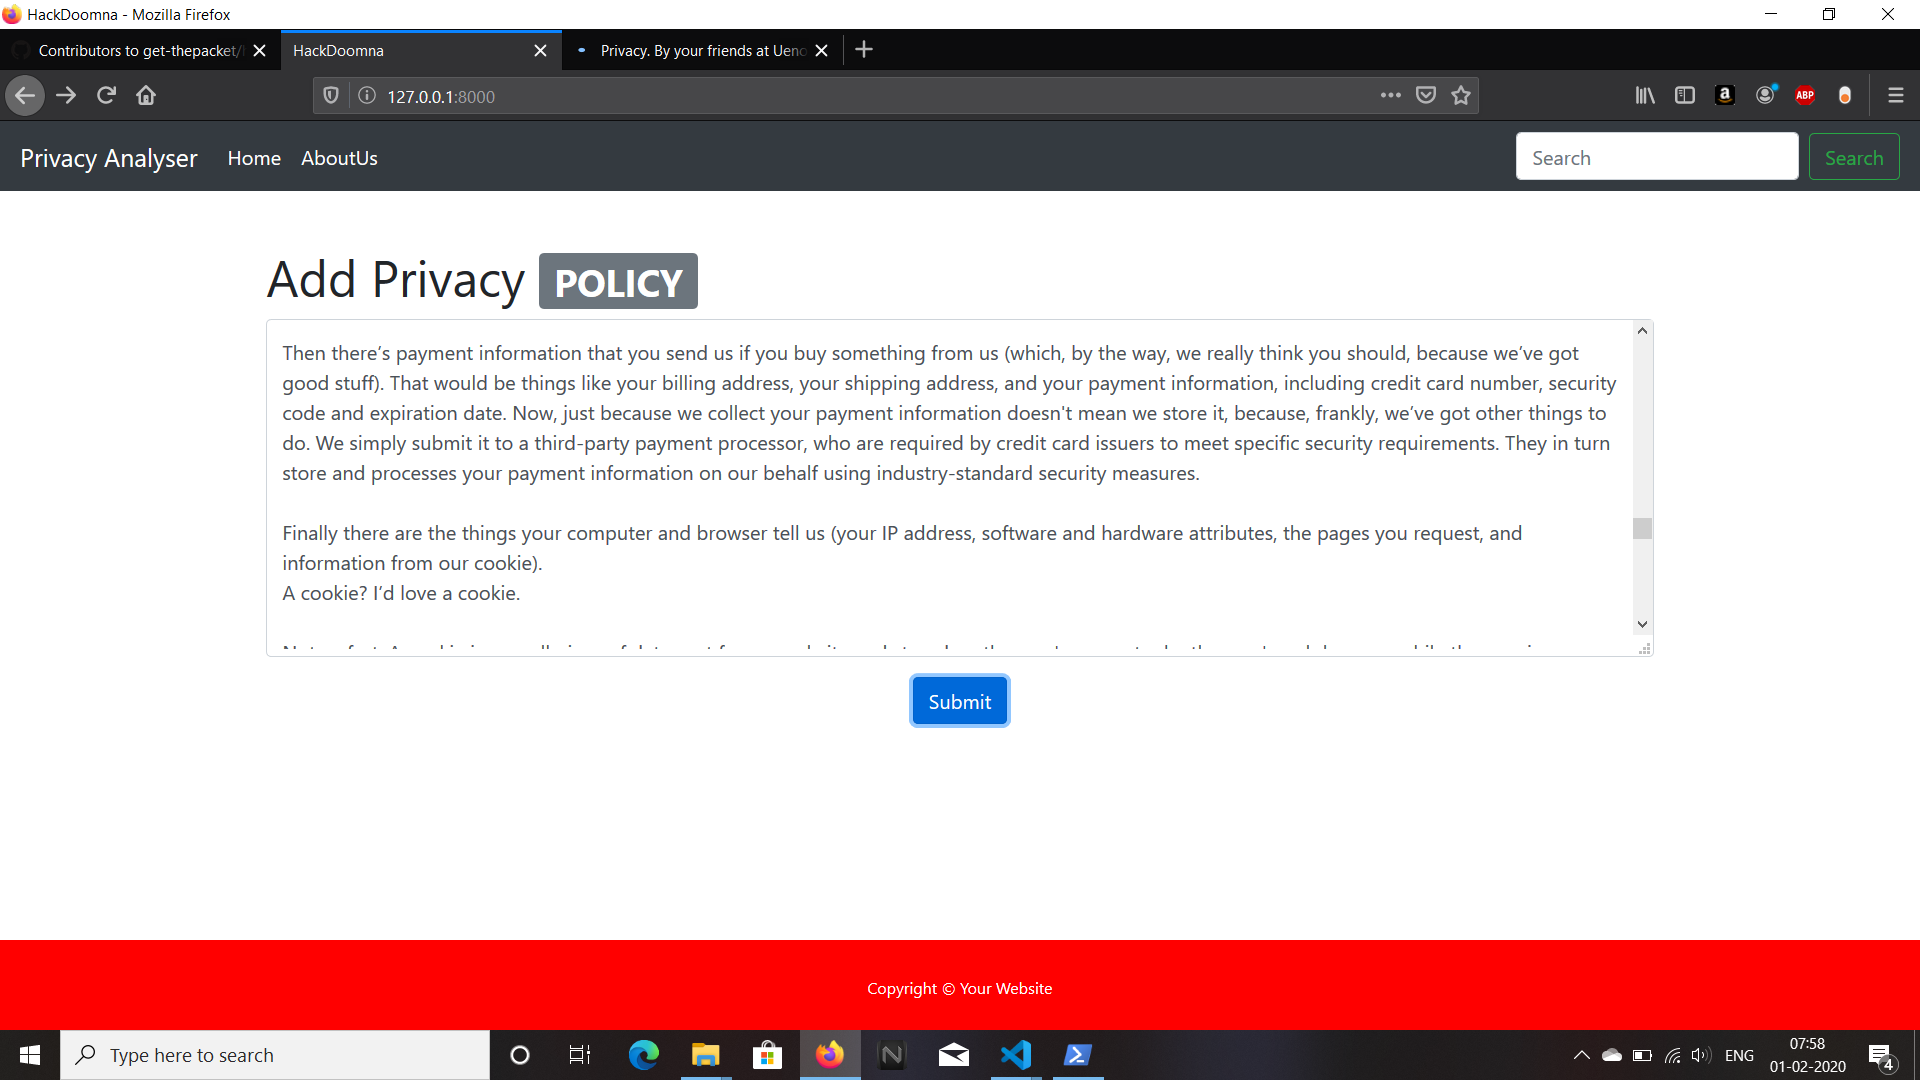 HackDoomna - Mozilla Firefox
Contributors to get-thepacket/
HackDoomna
Privacy. By your friends at Ueno
127.0.0.1:8000
ABP
Privacy Analyser
Home
AboutUs
Search
Search
Add Privacy POLICY
Then there’s payment information that you send us if you buy something from us (which, by the way, we really think you should, because we’ve got
good stuff). That would be things like your billing address, your shipping address, and your payment information, including credit card number, security
code and expiration date. Now, just because we collect your payment information doesn't mean we store it, because, frankly, we’ve got other things to
do. We simply submit it to a third-party payment processor, who are required by credit card issuers to meet specific security requirements. They in turn
store and processes your payment information on our behalf using industry-standard security measures.
Finally there are the things your computer and browser tell us (your IP address, software and hardware attributes, the pages you request, and
information from our cookie).
A cookie? I’d love a cookie.
Submit
Copyright © Your Website
Type here to search
ENG
07:58
01-02-2020
4